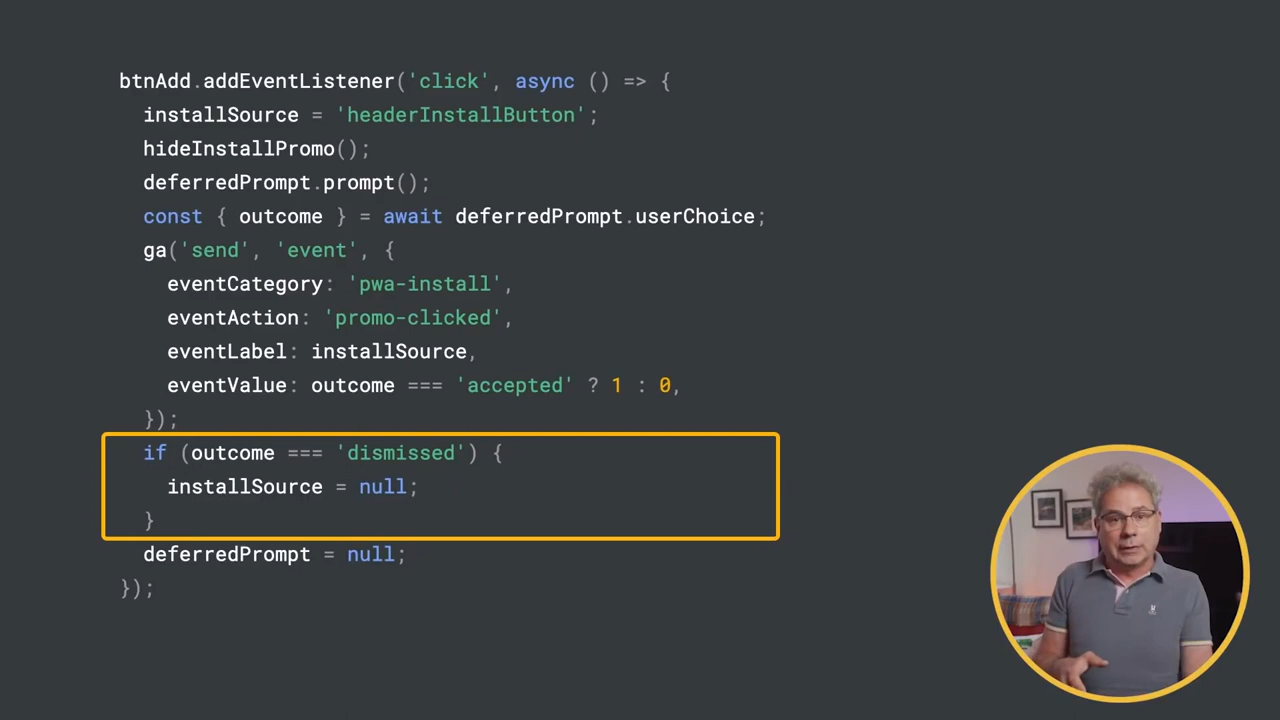 btnAdd.addEventListener('click', async () => {
installSource = 'headerInstallButton';
hideInstallPromo();
deferredPrompt.prompt();
const { outcome } = await deferredPrompt.userChoice;
ga('send', 'event', {
eventCategory: 'pwa-install',
eventAction: 'promo-clicked',
eventLabel: installSource,
eventValue: outcome === 'accepted' ? 1 : 0,
});
if (outcome === 'dismissed') {
installSource = null;
}
deferredPrompt = null;
});